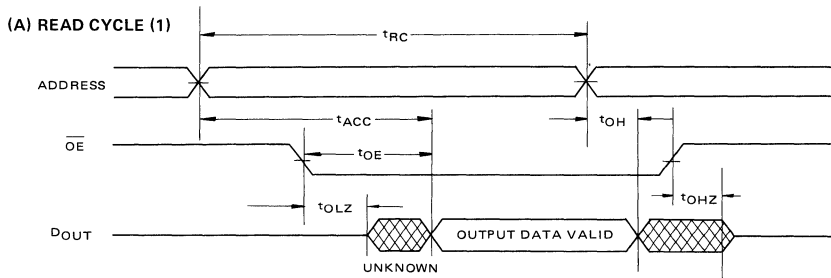 (A) READ CYCLE (1)
tRC
ADDRESS
tACC
tOH
OE
tOE
tOLZ
tOHZ
DOUT
OUTPUT DATA VALID
UNKNOWN